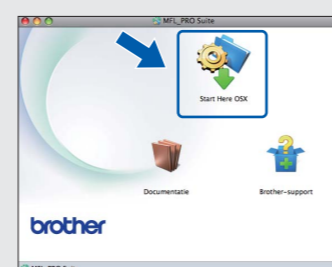 MFL_PRO Suite
Start Here OSX
Documentatie
Brother-support
brother